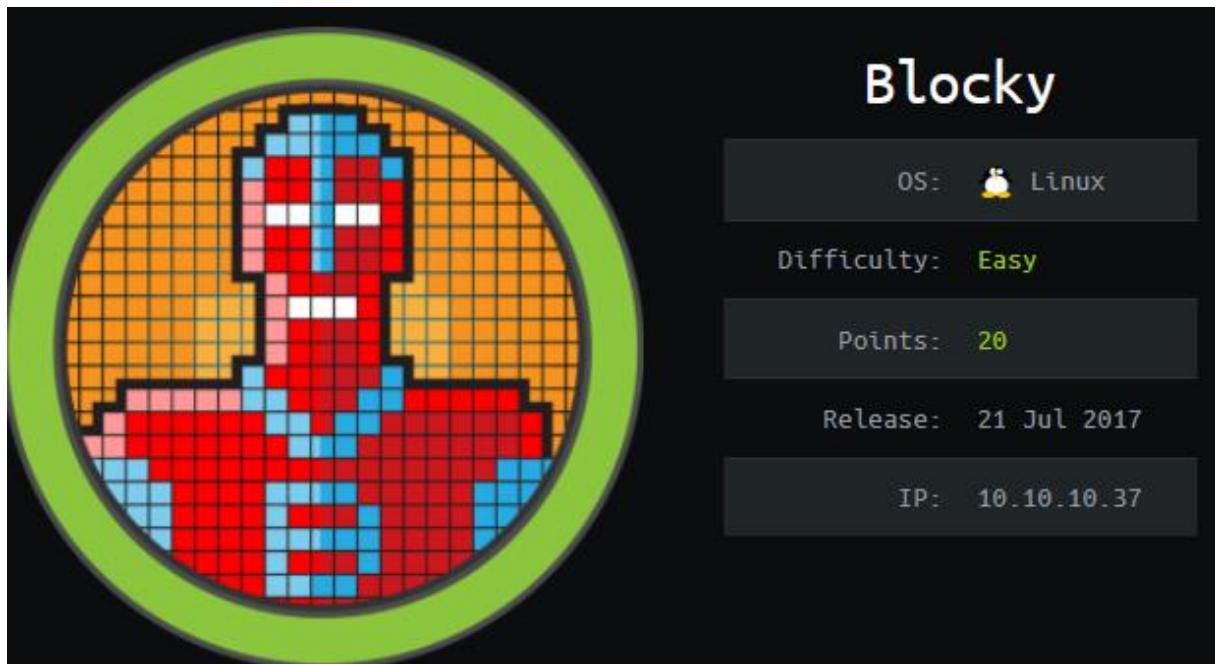 Blocky
OS: Linux
Difficulty: Easy
Points: 20
Release: 21 Jul 2017
IP: 10.10.10.37